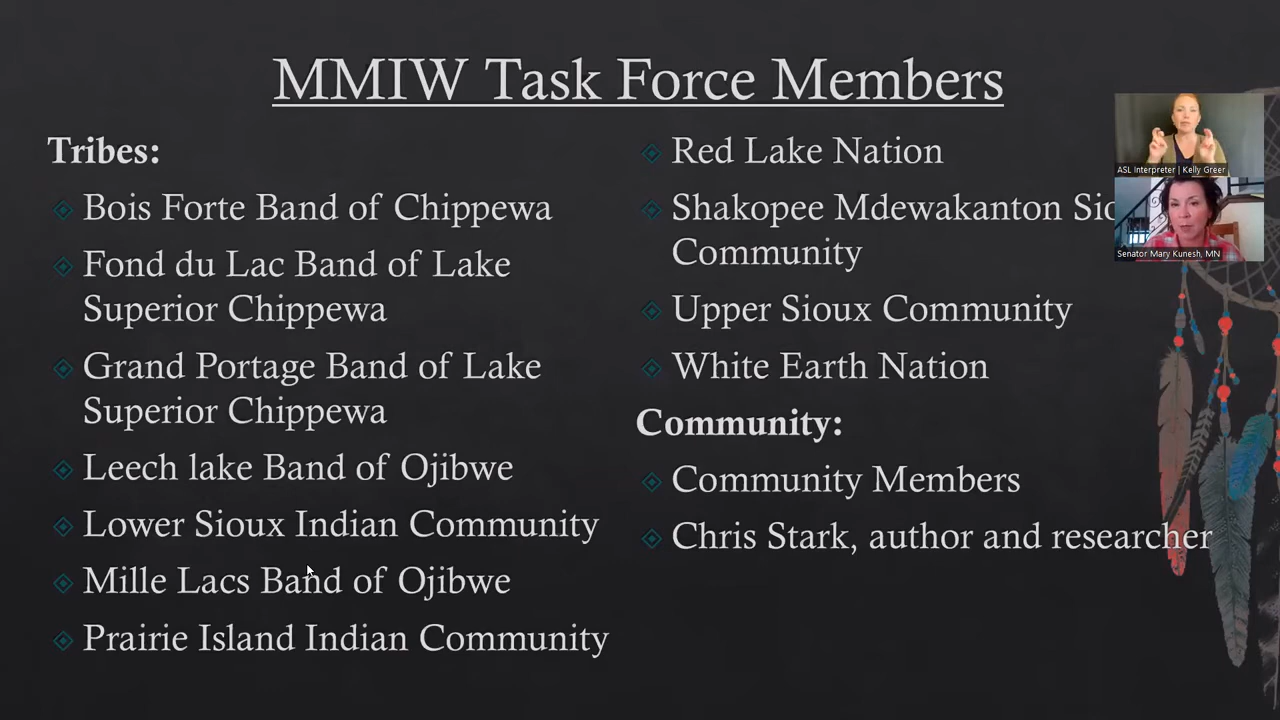 MMIW Task Force Members
Tribes:
Bois Forte Band of Chippewa
Fond du Lac Band of Lake
Superior Chippewa
Grand Portage Band of Lake
Superior Chippewa
Leech lake Band of Ojibwe
Lower Sioux Indian Community
Mille Lacs Band of Ojibwe
Prairie Island Indian Community
Red Lake Nation
Shakopee Mdewakanton
Community
Upper Sioux Community
White Earth Nation
Community:
Community Members
Chris Stark, author and researcher
ASL Interpreter | Kelly Greer
Senator Mary Kunesh, MN